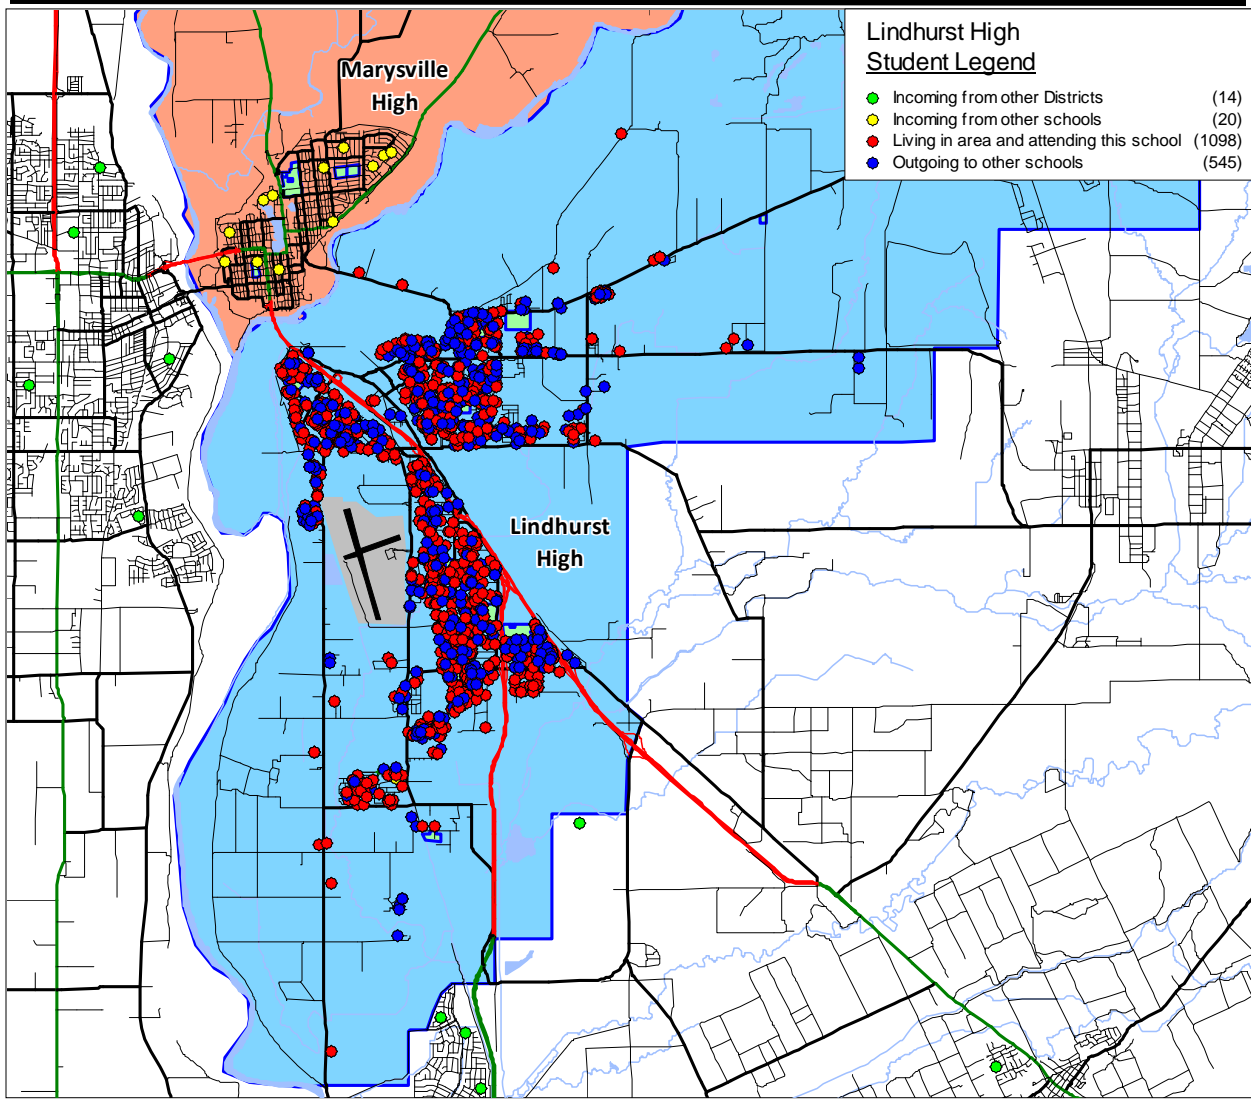 Lindhurst High
Student Legend
Incoming from other Districts (14)
Incoming from other schools (20)
Living in area and attending this school (1098)
Outgoing to other schools (545)
Marysville
High
Lindhurst
High